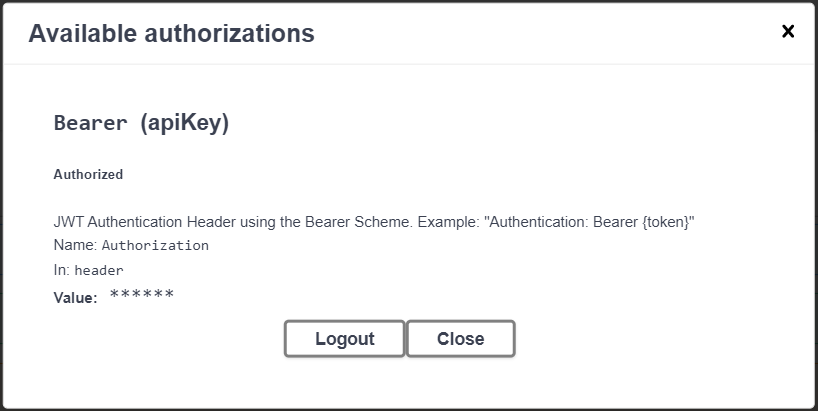 Available authorizations
Bearer (apiKey)
Authorized
JWT Authentication Header using the Bearer Scheme. Example: "Authentication: Bearer {token}"
Name: Authorization
In: header
Value: ******
Logout Close